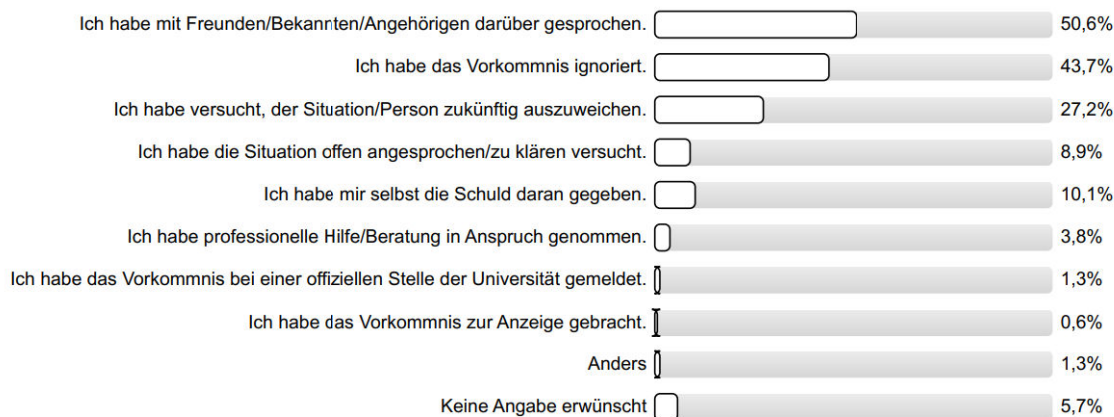 Ich habe mit Freunden/Bekannten/Angehörigen darüber gesprochen. 50,6%
Ich habe das Vorkommnis ignoriert. 43,7%
Ich habe versucht, der Situation/Person zukünftig auszuweichen. 27,2%
Ich habe die Situation offen angesprochen/zu klären versucht. 8,9%
Ich habe mir selbst die Schuld daran gegeben. 10,1%
Ich habe professionelle Hilfe/Beratung in Anspruch genommen. 3,8%
Ich habe das Vorkommnis bei einer offiziellen Stelle der Universität gemeldet. 1,3%
Ich habe das Vorkommnis zur Anzeige gebracht. 0,6%
Anders 1,3%
Keine Angabe erwünscht 5,7%